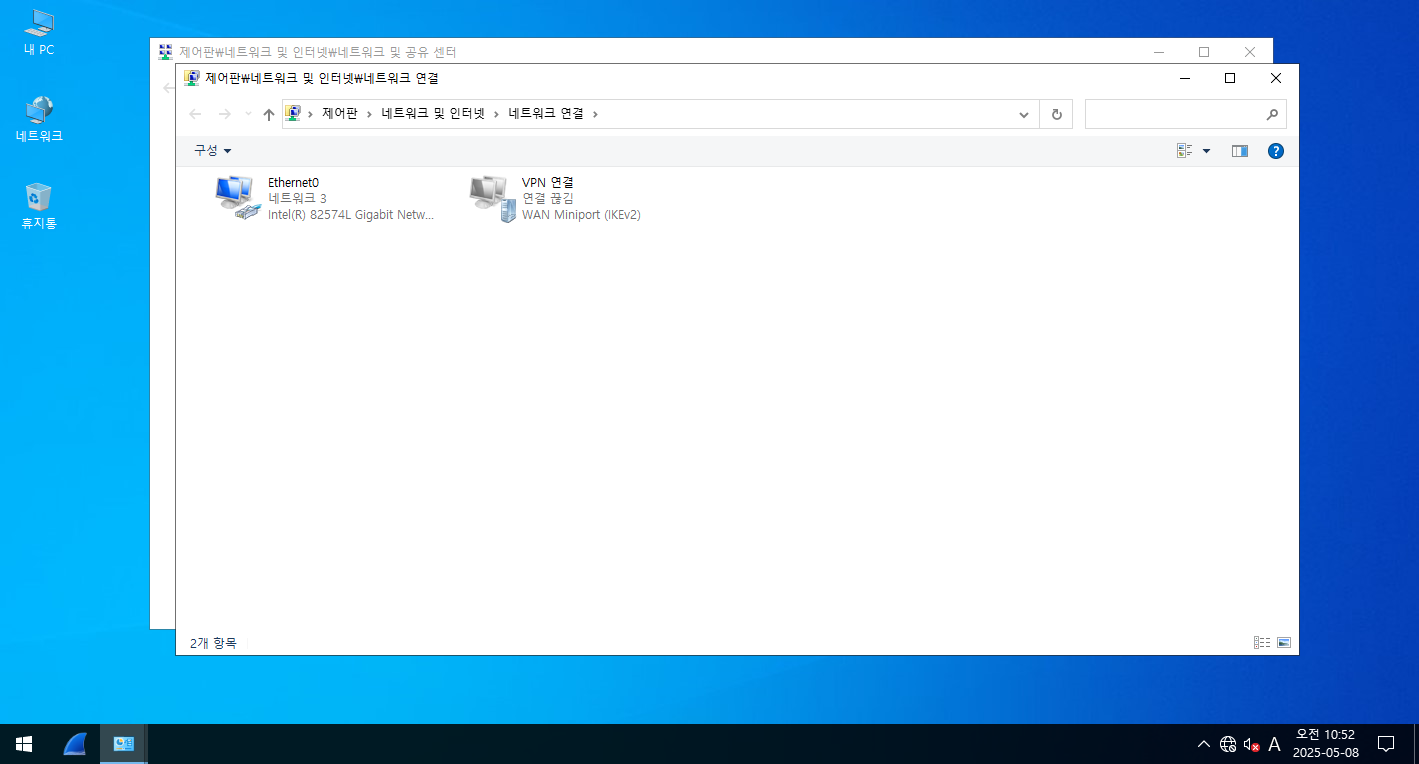 내 PC
네트워크
휴지통
제어판₩네트워크 및 인터넷₩네트워크 및 공유 센터
제어판₩네트워크 및 인터넷₩네트워크 연결
제어판 › 네트워크 및 인터넷 › 네트워크 연결 ›
구성
Ethernet0
네트워크 3
Intel(R) 82574L Gigabit Netw...
VPN 연결
연결 끊김
WAN Miniport (IKEv2)
2개 항목
A
오전 10:52
2025-05-08